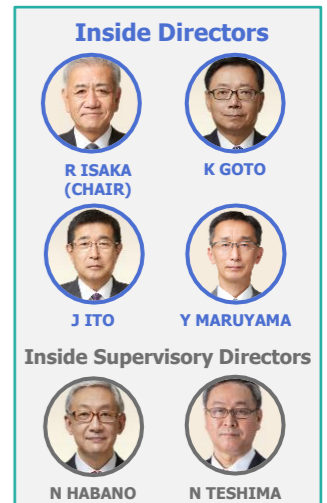 Inside Directors
R ISAKA
(CHAIR)
K GOTO
J ITO
Y MARUYAMA
Inside Supervisory Directors
N HABANO
N TESHIMA